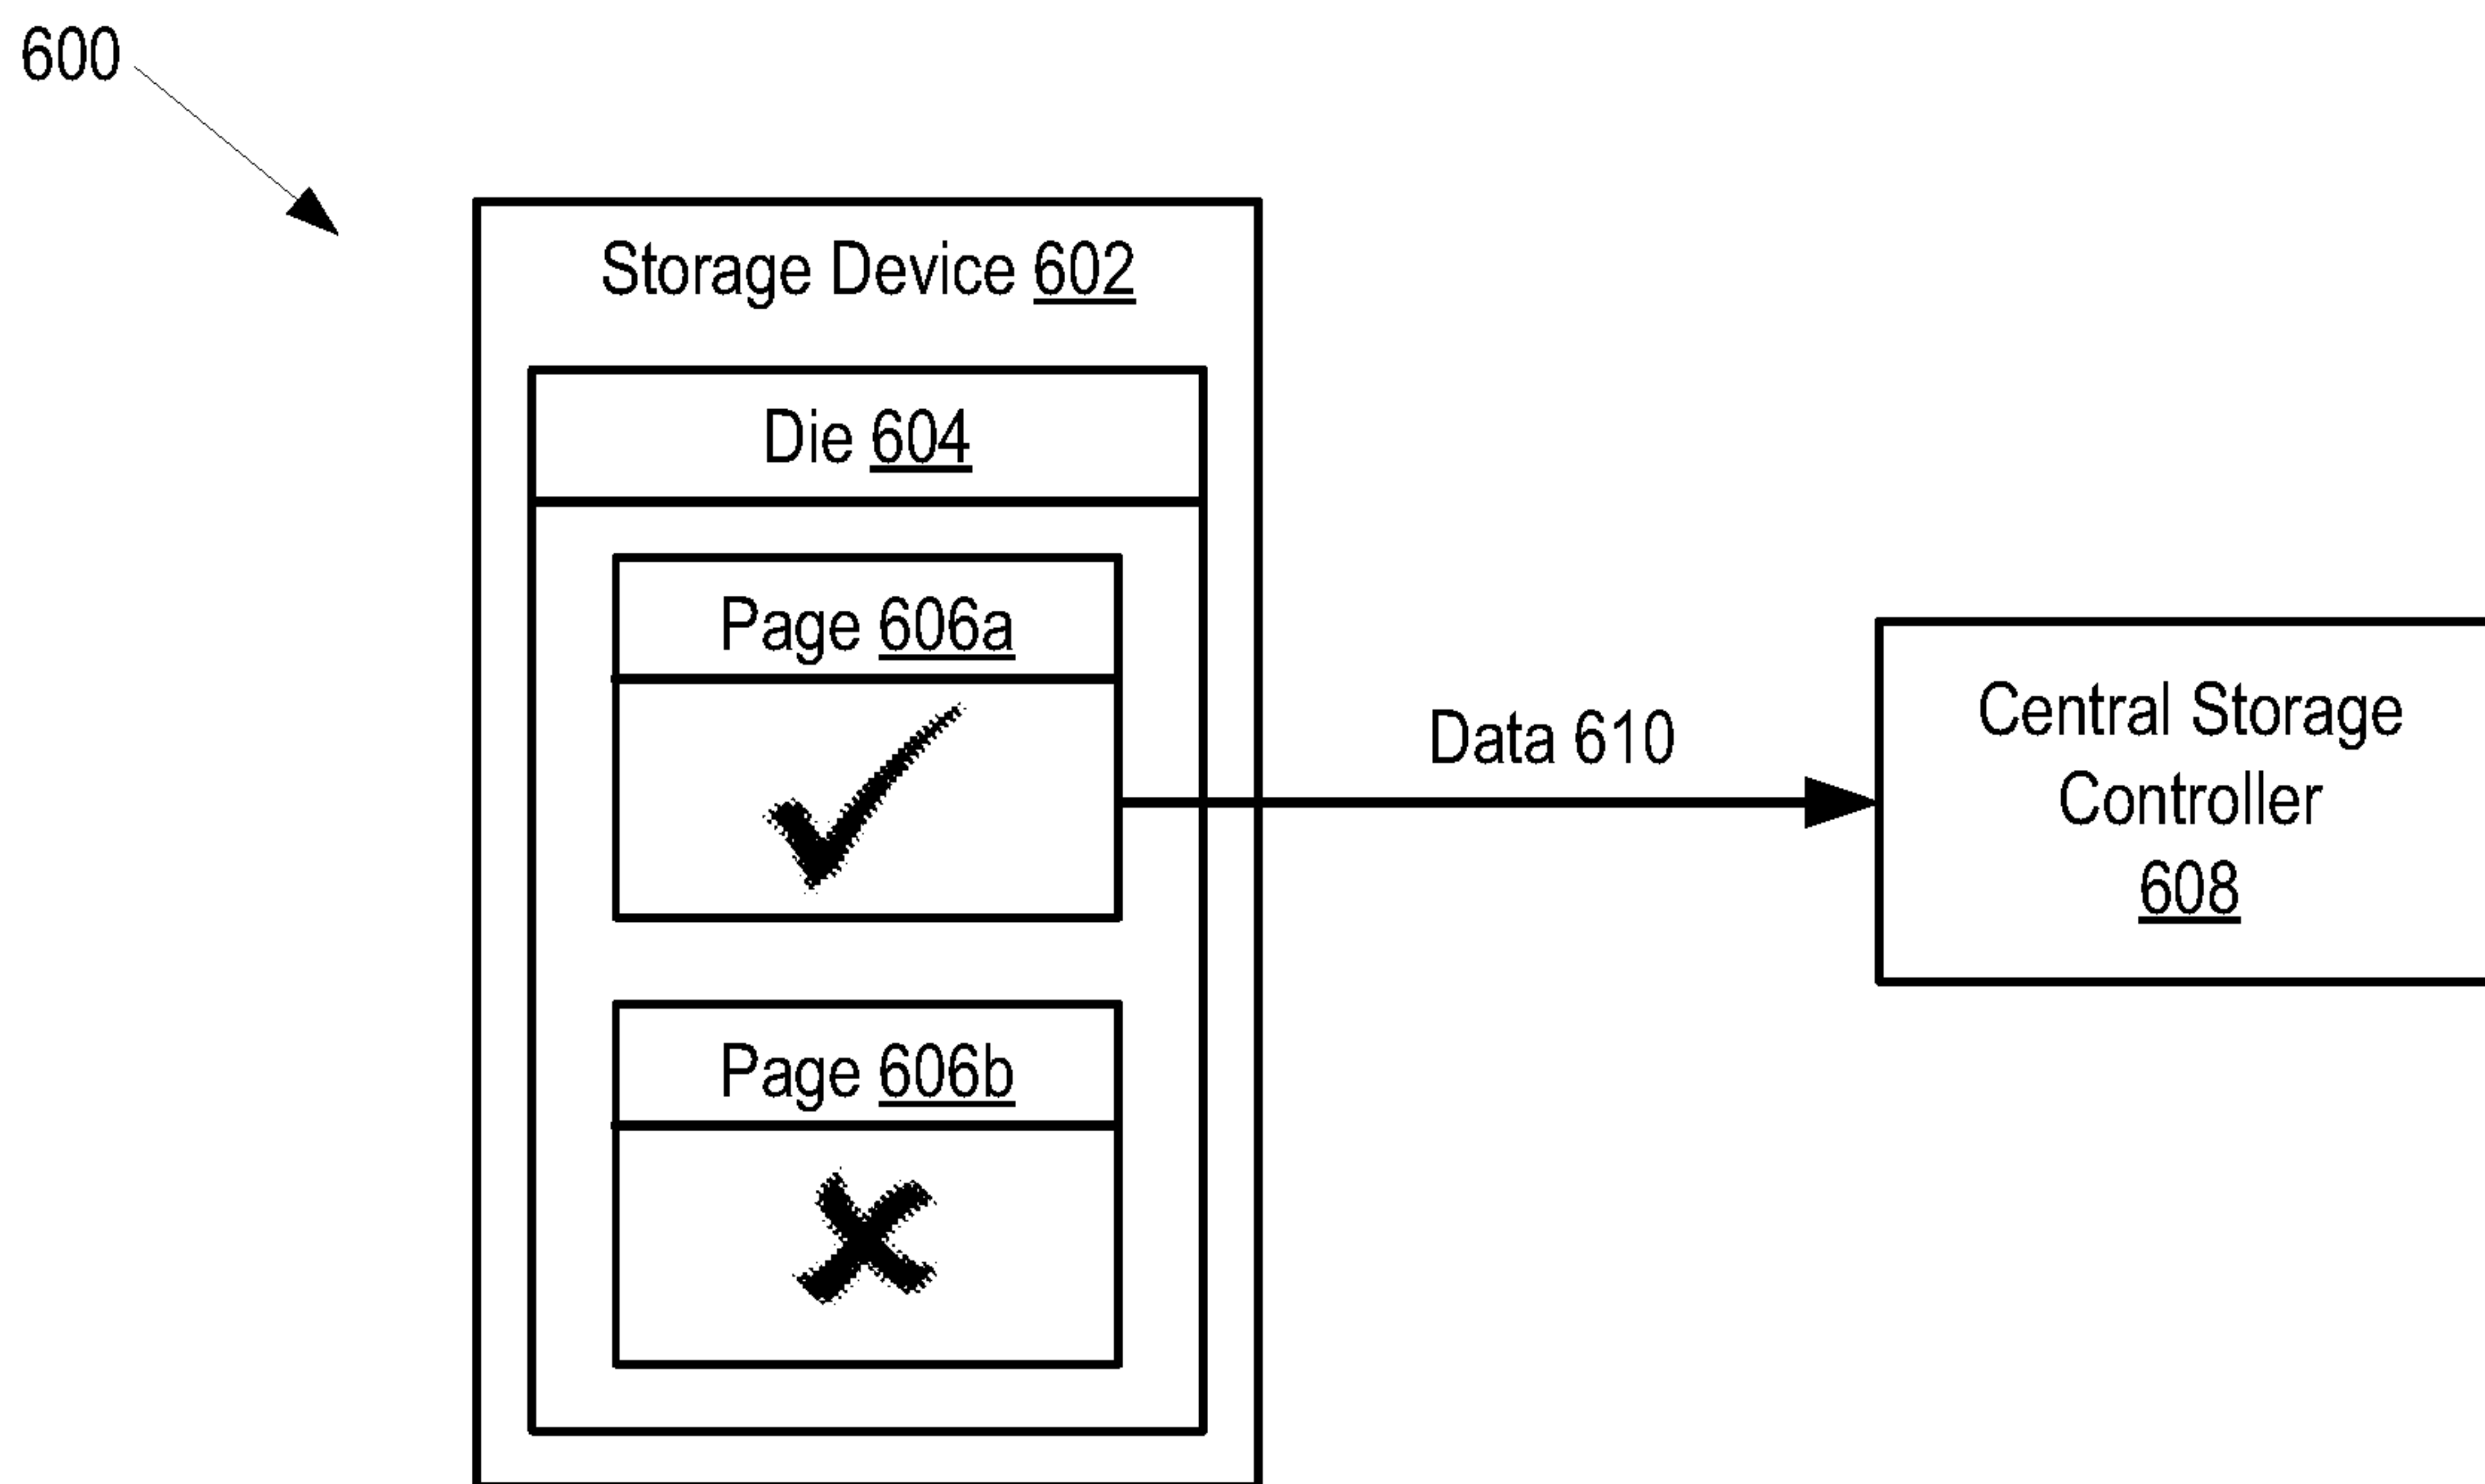 600
Storage Device 602
Die 604
Page 606a
Data 610
Central Storage
Controller
608
Page 606b